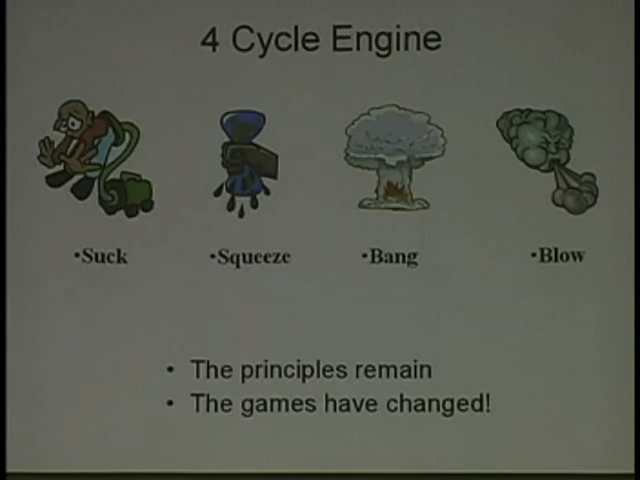 4 Cycle Engine
•Suck •Squeeze •Bang •Blow
• The principles remain
• The games have changed!